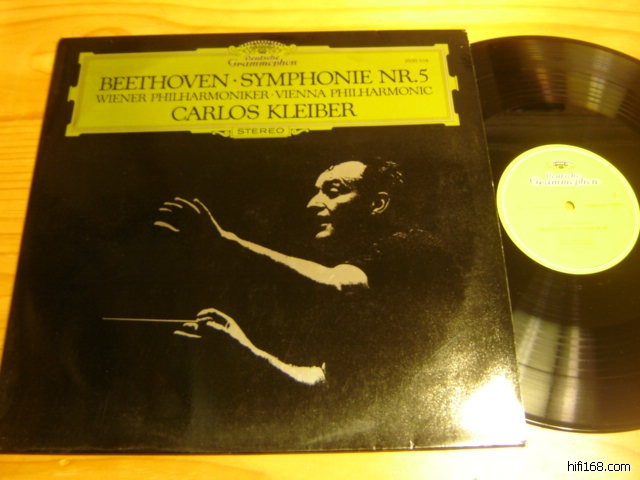 Deutsche
Grammophon
BEETHOVEN · SYMPHONIE NR.5
WIENER PHILHARMONIKER · VIENNA PHILHARMONIC
CARLOS KLEIBER
STEREO
Deutsche
Grammophon
hifi168.com